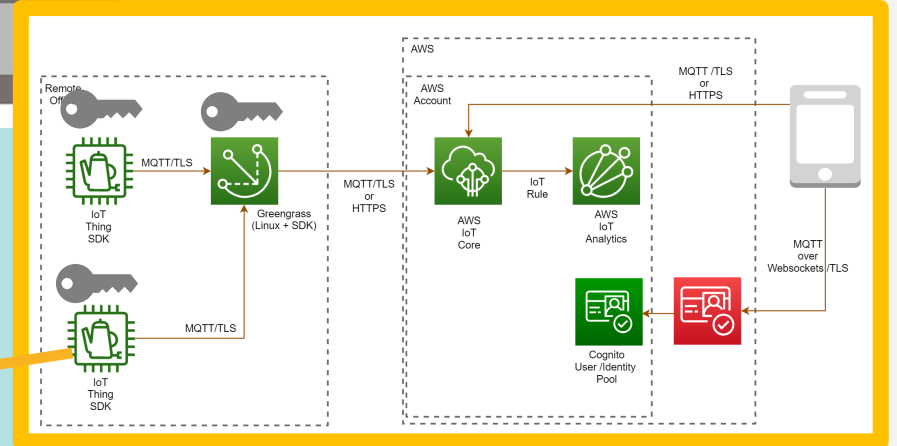 AWS
Remote
AWS
Account
MQTT /TLS
or
HTTPS
MQTT/TLS
IoT
Thing
SDK
Greengrass
(Linux + SDK)
MQTT/TLS
or
HTTPS
AWS
IoT
Core
IoT
Rule
AWS
IoT
Analytics
MQTT
over
Websockets /TLS
MQTT/TLS
IoT
Thing
SDK
Cognito
User /Identity
Pool